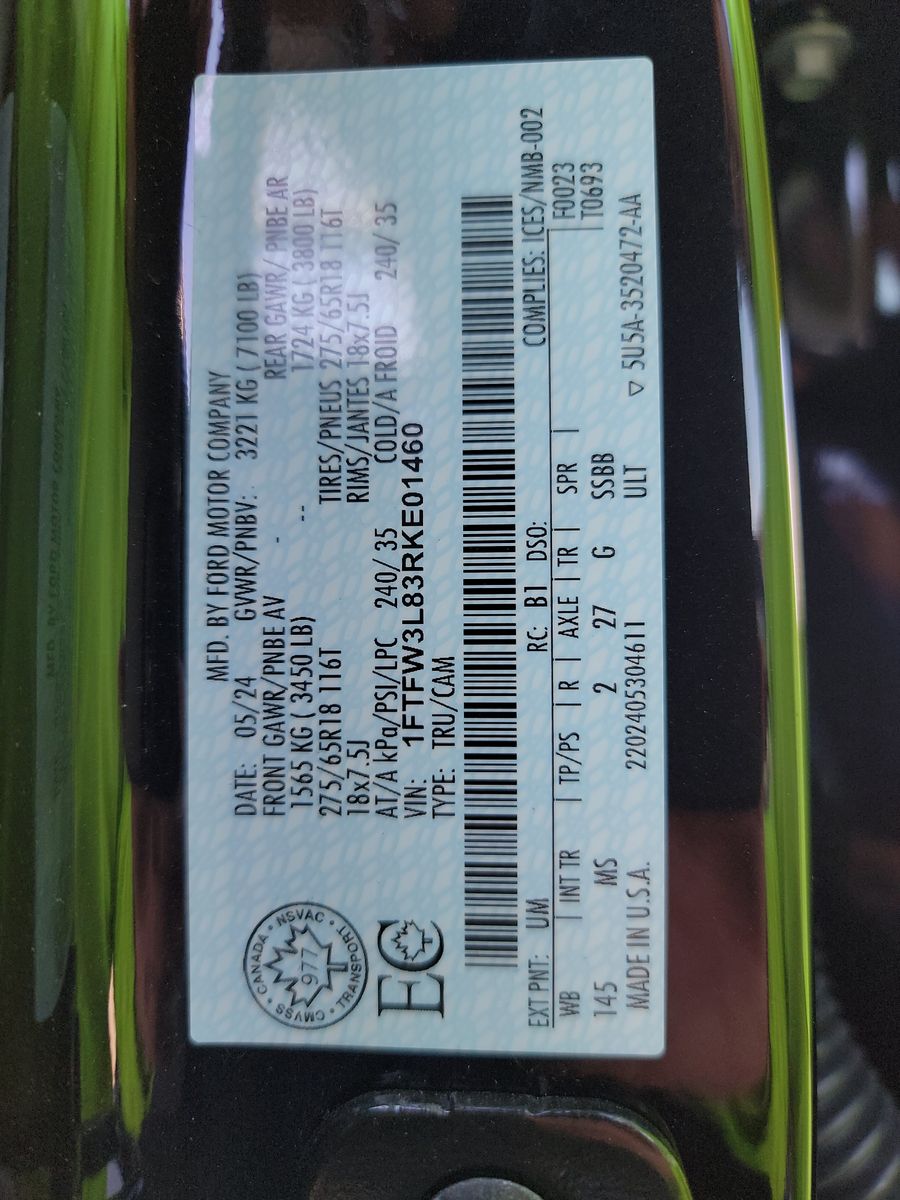 MFD. BY FORD MOTOR COMPANY
DATE: 05/24 GVWR/PNBV: 3221 KG ( 7100 LB)
FRONT GAWR/PNBE AV - REAR GAWR/ PNBE AR
1565 KG ( 3450 LB) -- 1724 KG ( 3800 LB)
275/65R18 116T TIRES/PNEUS 275/65R18 116T
18x7.5J RIMS/JANTES 18x7.5J
AT/A kPa/PSI/LPC 240/ 35 COLD/A FROID 240/ 35
VIN: 1FTFW3L83RKE01460
TYPE: TRU/CAM
CANADA • NSVAC • TRANSPORT • CMVSS •
977
EC
COMPLIES: ICES/NMB-002
EXT PNT: UM RC: B1 DSO: F0023
WB | INT TR | TP/PS | R | AXLE | TR | SPR | T0693
145 MS 2 27 G SSBB
2202405304611 ULT ▽ 5U5A-3520472-AA
MADE IN U.S.A.